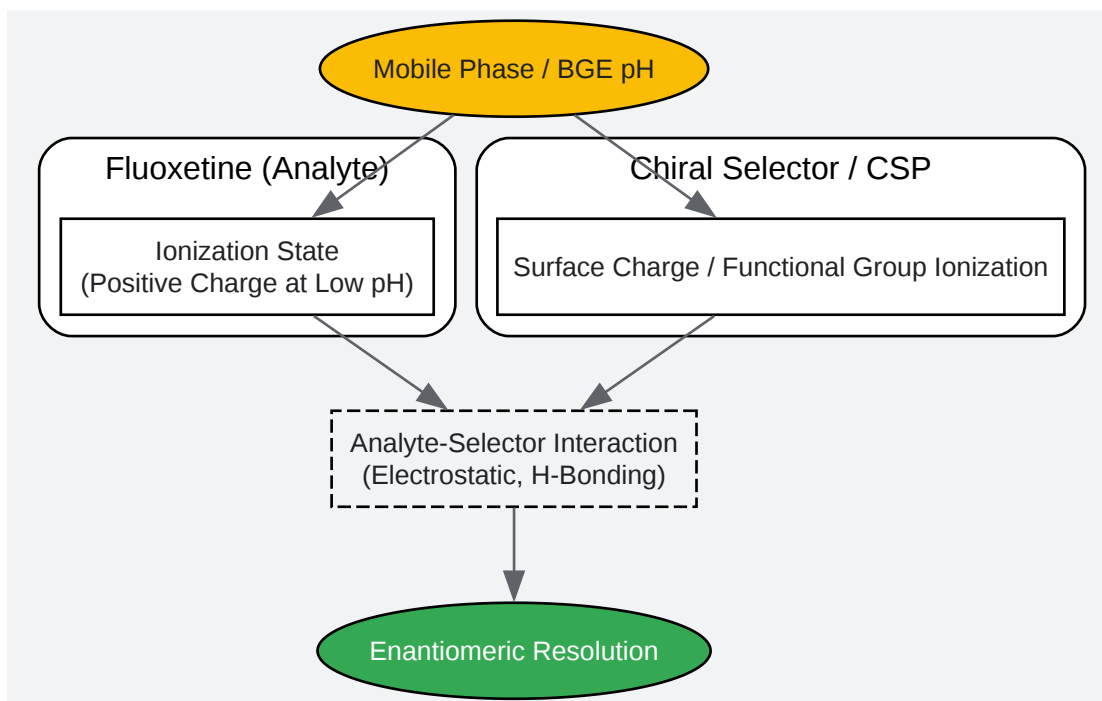 Mobile Phase / BGE pH
Fluoxetine (Analyte)
Chiral Selector / CSP
Ionization State
(Positive Charge at Low pH)
Surface Charge / Functional Group Ionization
Analyte-Selector Interaction
(Electrostatic, H-Bonding)
Enantiomeric Resolution